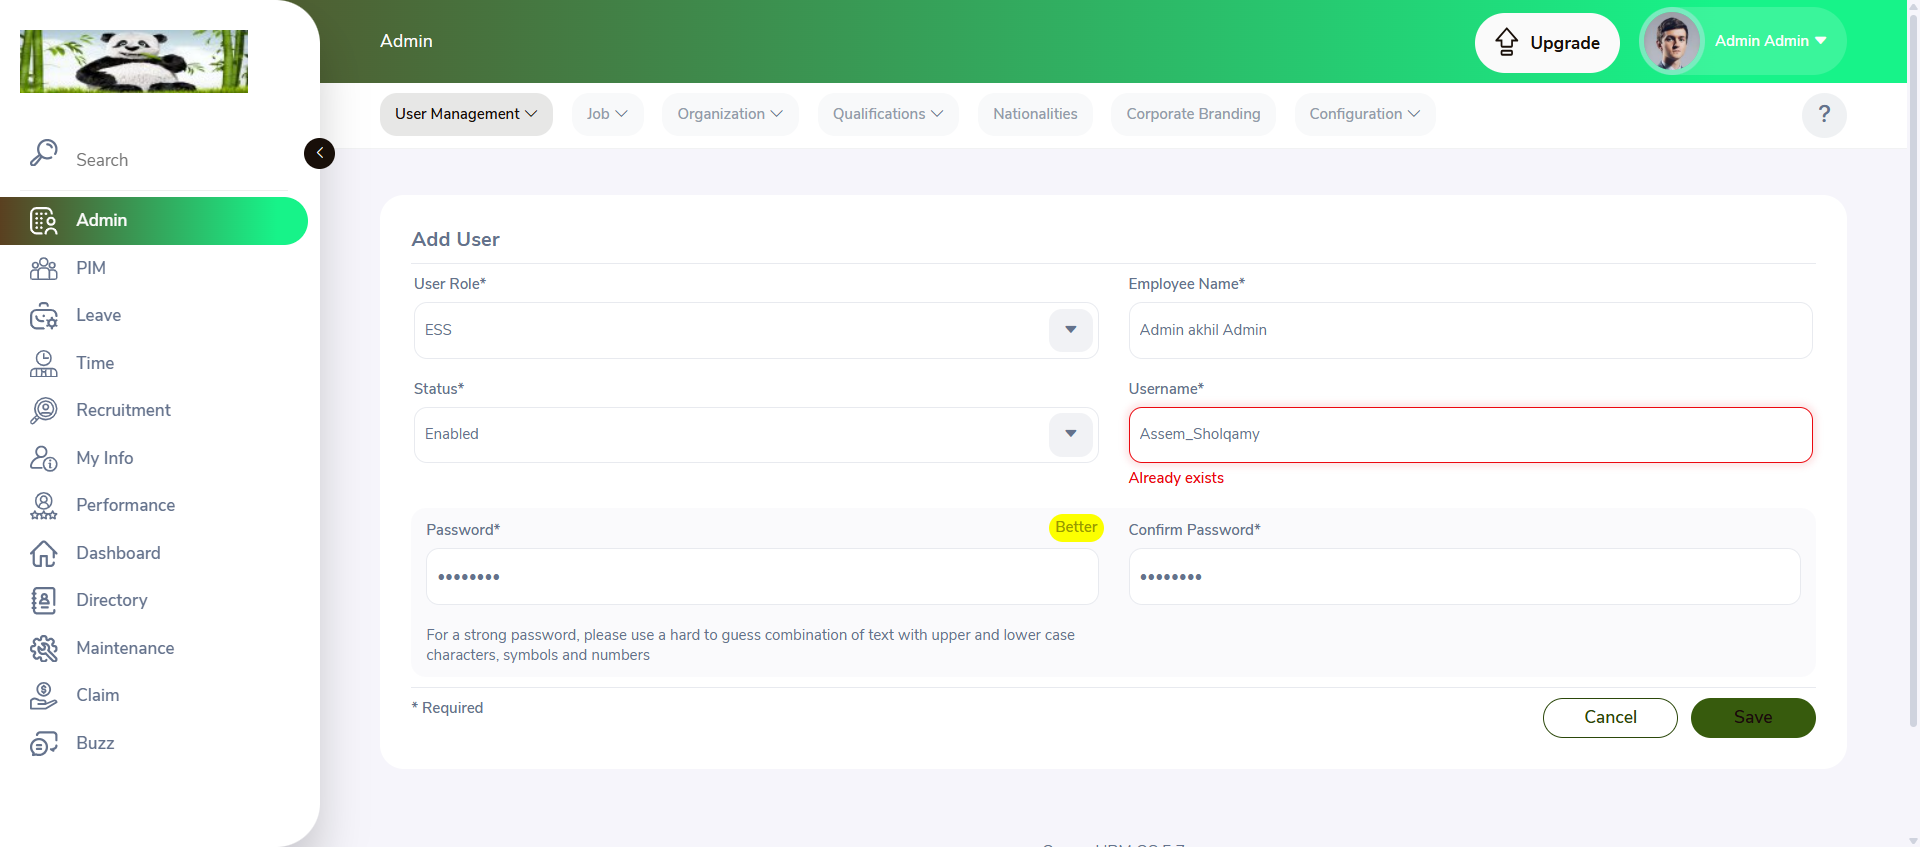 Admin
Upgrade
Admin Admin
User Management
Job
Organization
Qualifications
Nationalities
Corporate Branding
Configuration
?
Search
Admin
PIM
Leave
Time
Recruitment
My Info
Performance
Dashboard
Directory
Maintenance
Claim
Buzz
Add User
User Role*
Employee Name*
ESS
Admin akhil Admin
Status*
Username*
Enabled
Assem_Sholqamy
Already exists
Password*
Better
Confirm Password*
••••••••
••••••••
For a strong password, please use a hard to guess combination of text with upper and lower case
characters, symbols and numbers
* Required
Cancel
Save